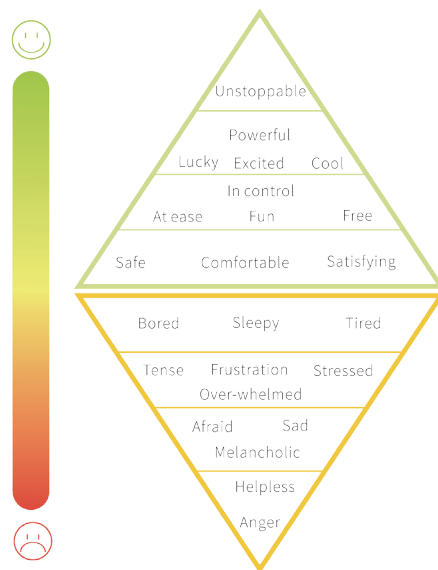 Unstoppable
Powerful
Lucky Excited Cool
In control
At ease Fun Free
Safe Comfortable Satisfying
Bored Sleepy Tired
Tense Frustration Stressed
Over-whelmed
Afraid Sad
Melancholic
Helpless
Anger